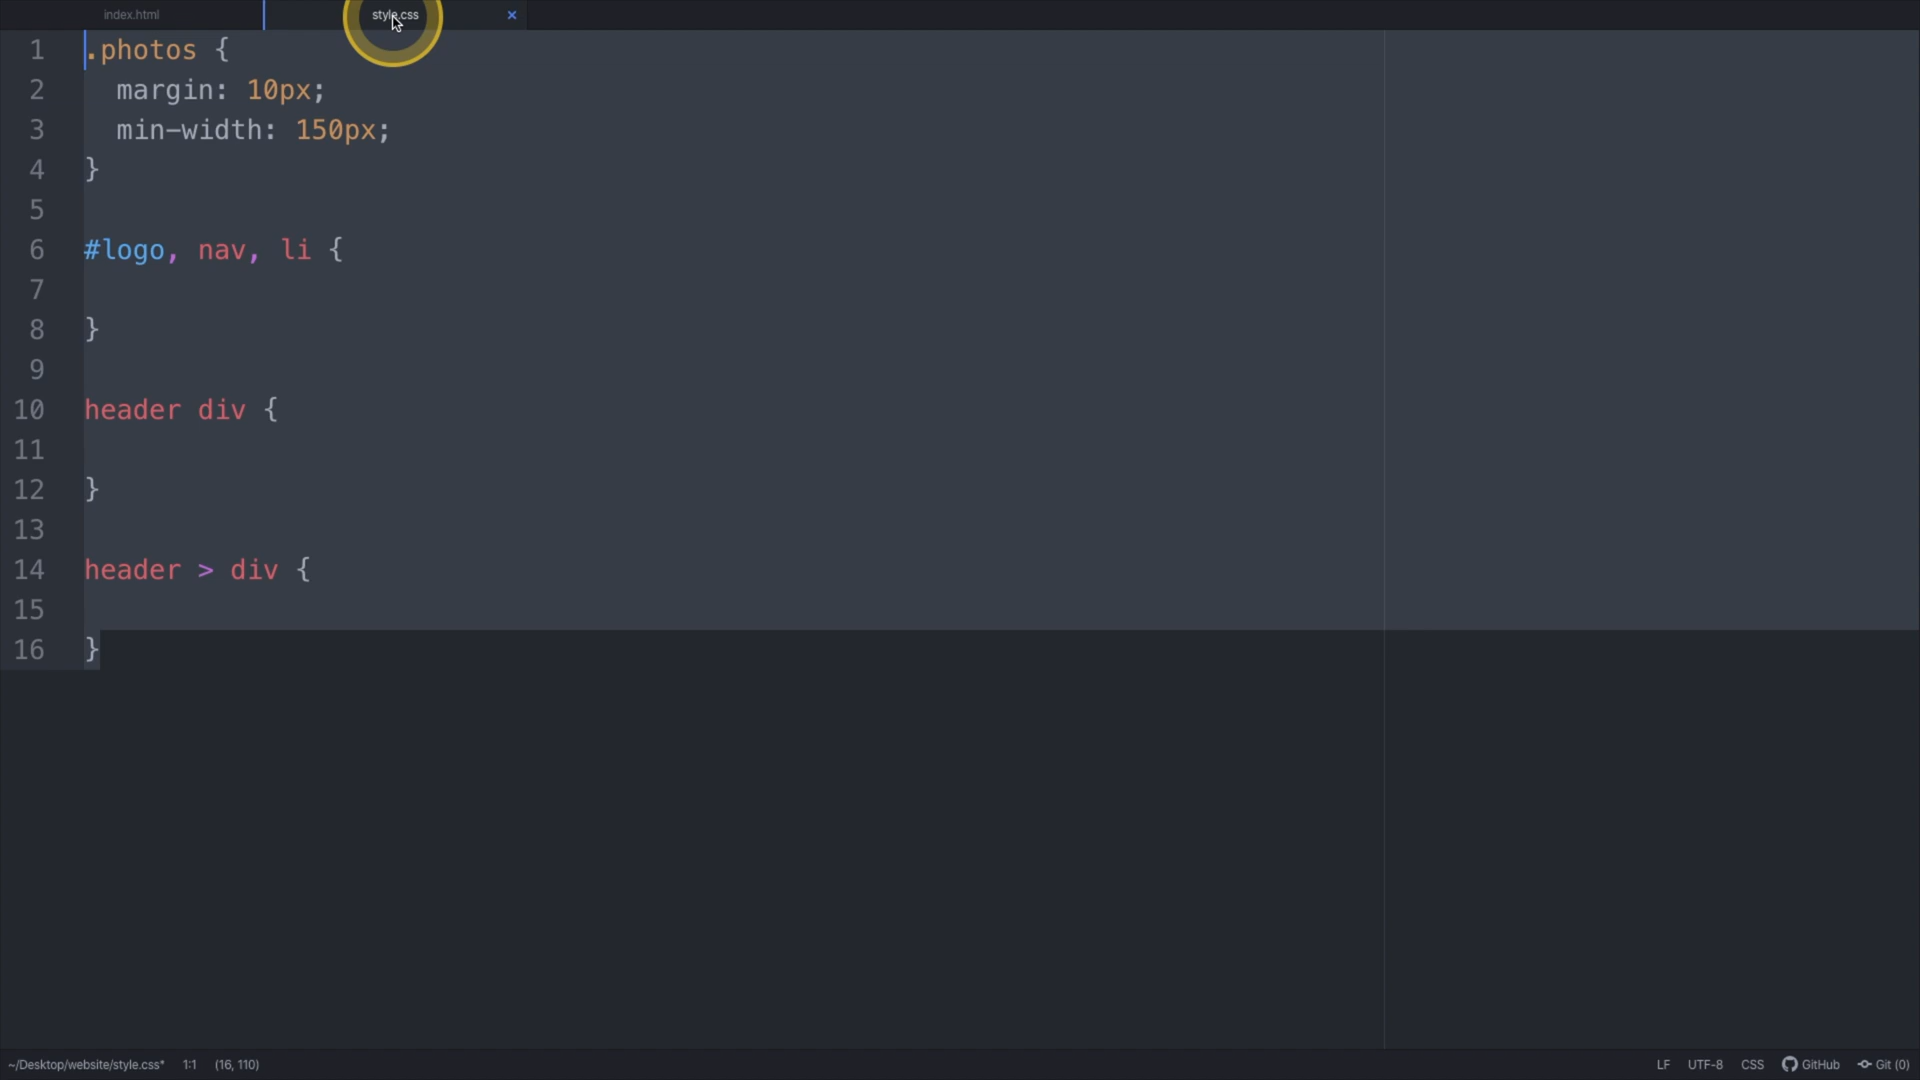 index.html
style.css
1 .photos {
2 margin: 10px;
3 min-width: 150px;
4 }
5
6 #logo, nav, li {
7
8 }
9
10 header div {
11
12 }
13
14 header > div {
15
16 }
~/Desktop/website/style.css* 1:1 (16, 110) LF UTF-8 CSS GitHub Git (0)